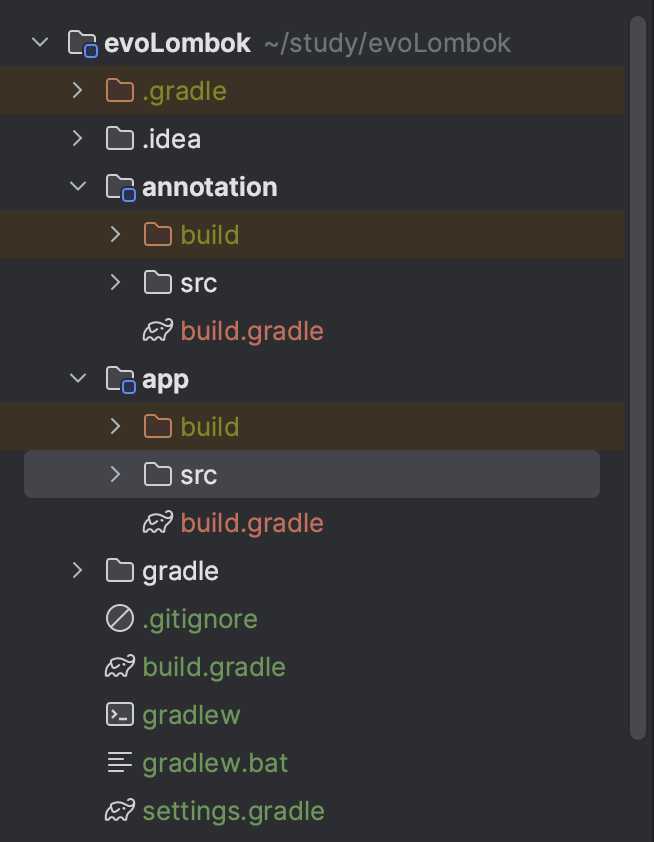 evoLombok ~/study/evoLombok
.gradle
.idea
annotation
build
src
build.gradle
app
build
src
build.gradle
gradle
.gitignore
build.gradle
gradlew
gradlew.bat
settings.gradle